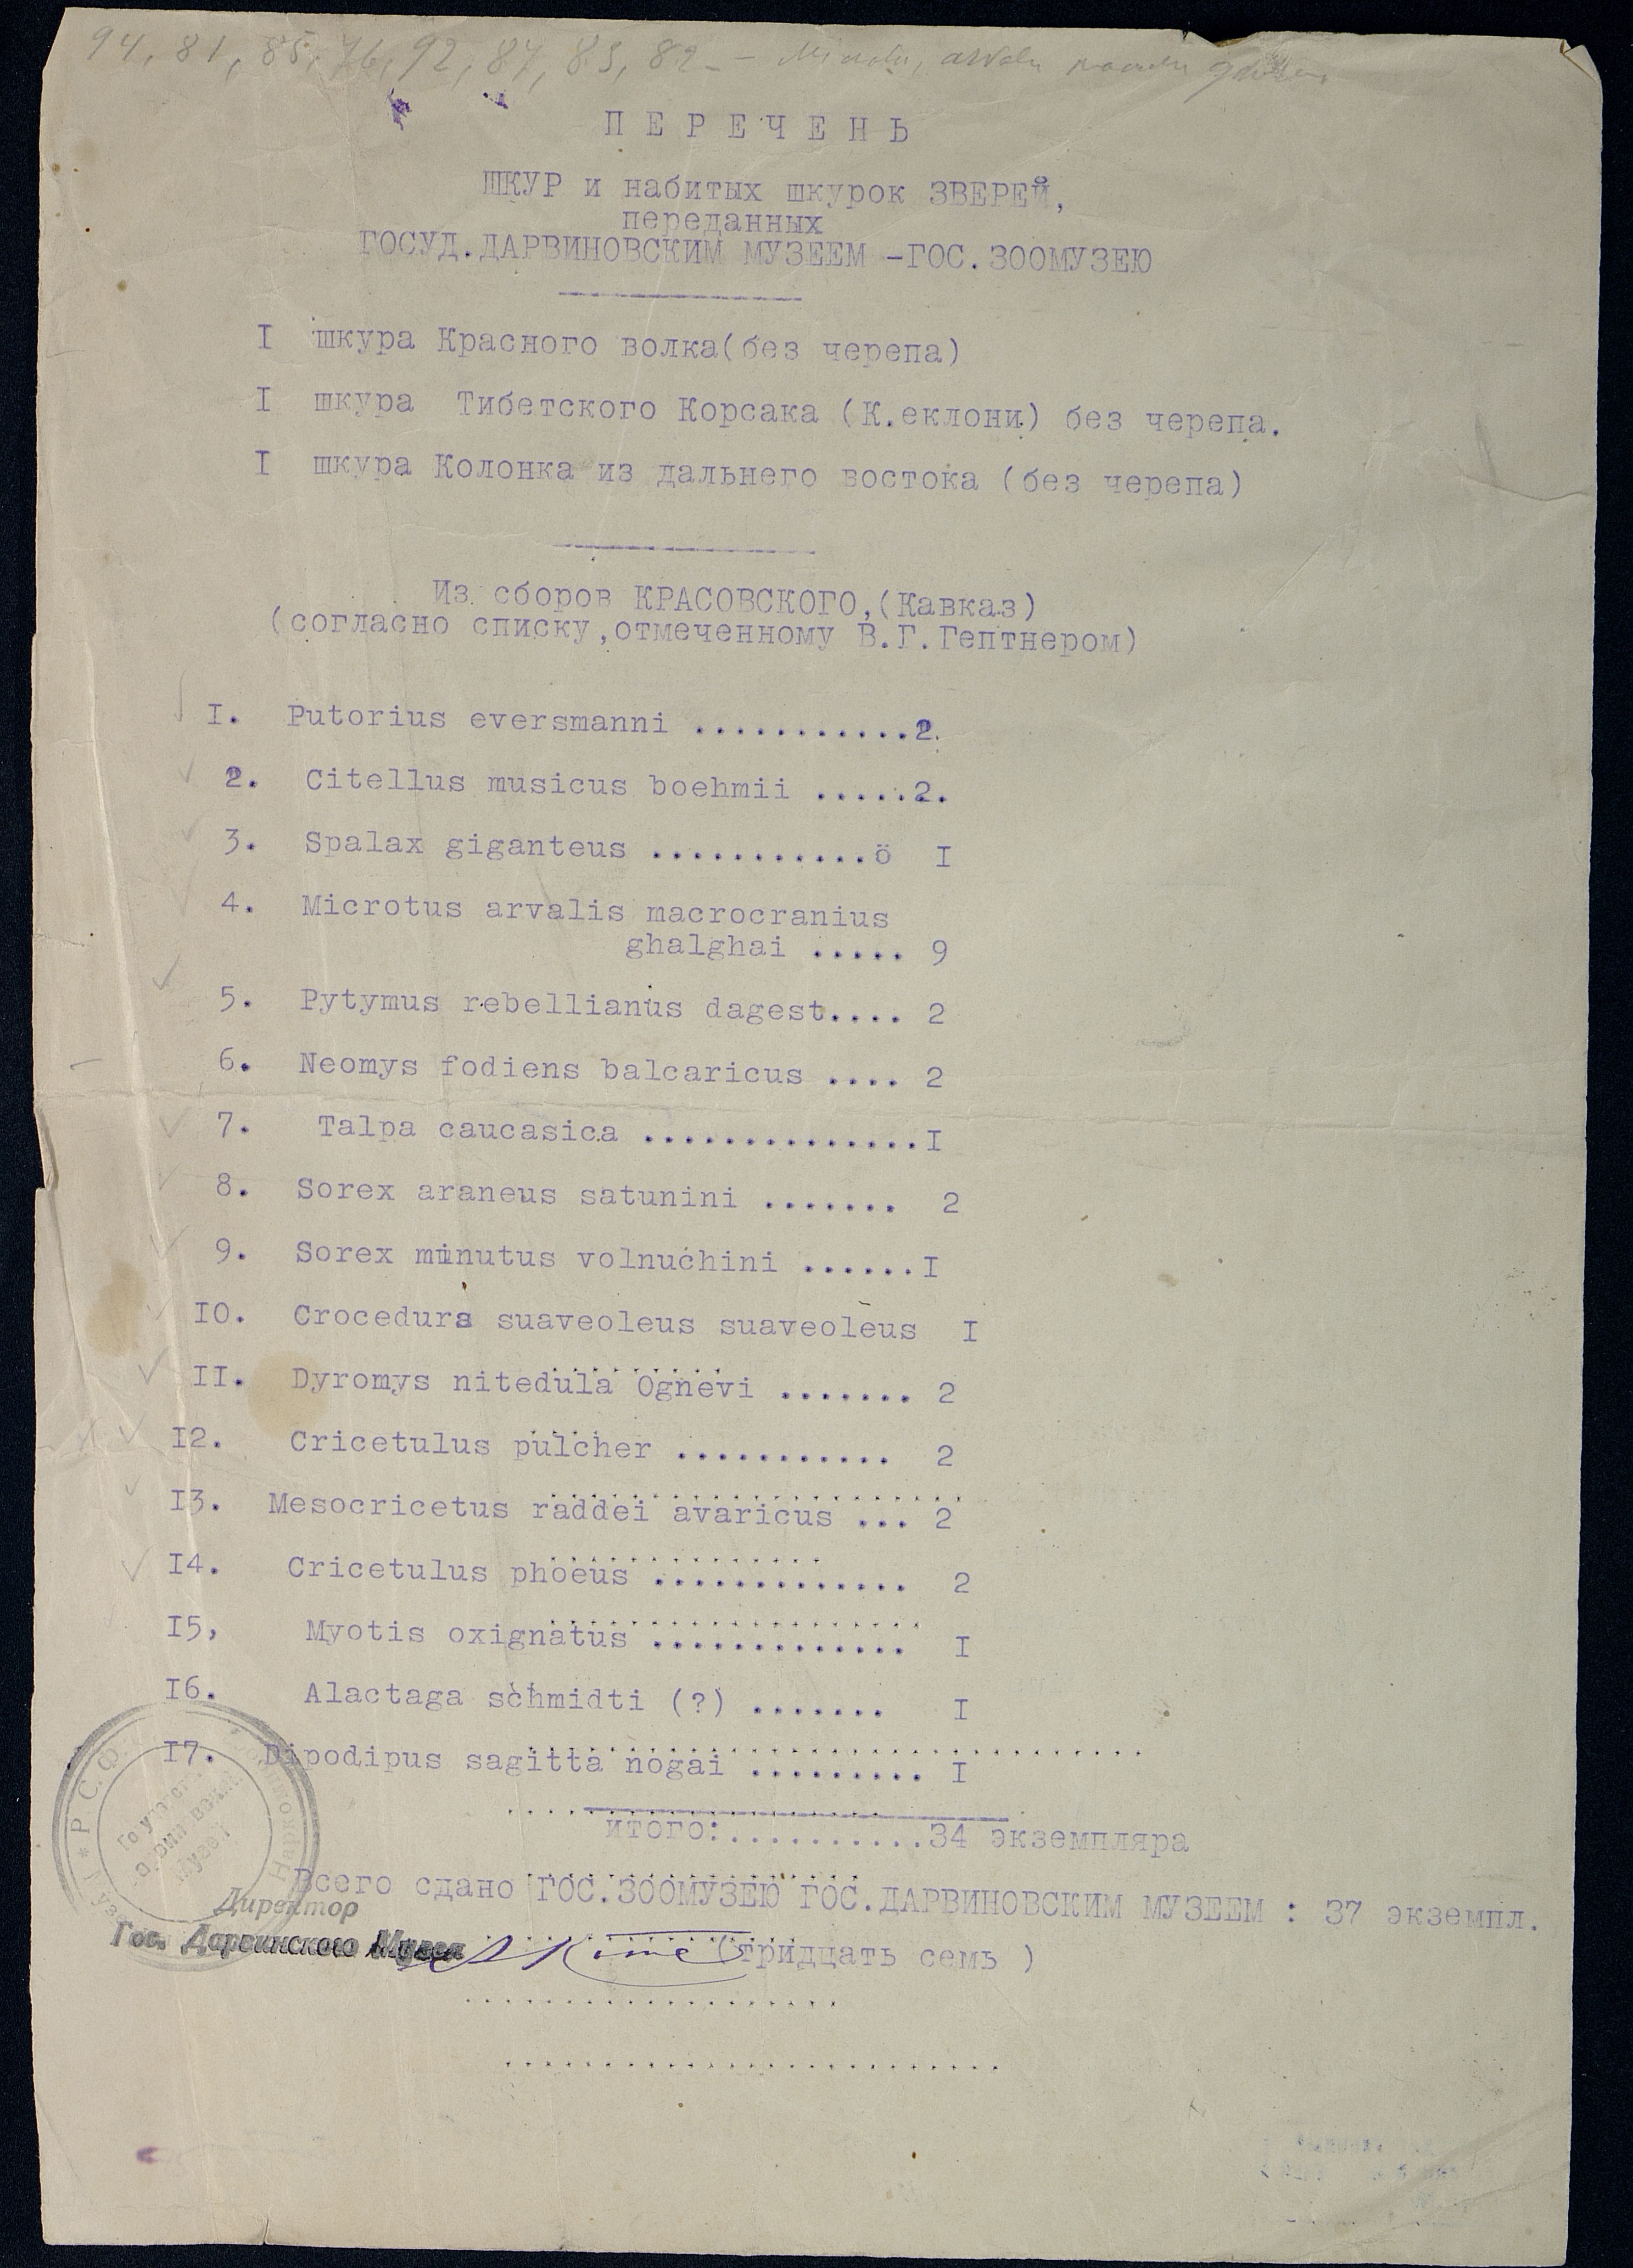 94, 81, 85, 76, 92, 87, 83, 82 –
ПЕРЕЧЕНЬ
ШКУР и набитых шкурок ЗВЕРЕЙ,
переданных
ГОСУД.ДАРВИНОВСКИМ МУЗЕЕМ –ГОС.ЗООМУЗЕЮ
I шкура Красного волка(без черепа)
I шкура Тибетского Корсака (К.еклони) без черепа.
I шкура Колонка из дальнего востока (без черепа)
Из сборов КРАСОВСКОГО,(Кавказ)
(согласно списку,отмеченному В.Г.Гептнером)
I. Putorius eversmanni ...........2.
2. Citellus musicus boehmii .....2.
3. Spalax giganteus ...........ö I
4. Microtus arvalis macrocranius
ghalghai ..... 9
5. Pytymus rebellianus dagest.... 2
6. Neomys fodiens balcaricus .... 2
7. Talpa caucasica ..............I
8. Sorex araneus satunini ....... 2
9. Sorex minutus volnuchini ......I
IO. Crocedura suaveoleus suaveoleus I
II. Dyromys nitedula Ognevi ....... 2
I2. Cricetulus pulcher ........... 2
I3. Mesocricetus raddei avaricus ... 2
I4. Cricetulus phoeus ............. 2
I5, Myotis oxignatus ............. I
I6. Alactaga schmidti (?) ....... I
I7. Dipodipus sagitta nogai ......... I
итого:..........34 экземпляра
Всего сдано ГОС.ЗООМУЗЕЮ ГОС.ДАРВИНОВСКИМ МУЗЕЕМ : 37 экземпл.
Директор
Гос. Дарвинского Музея (тридцать семь )